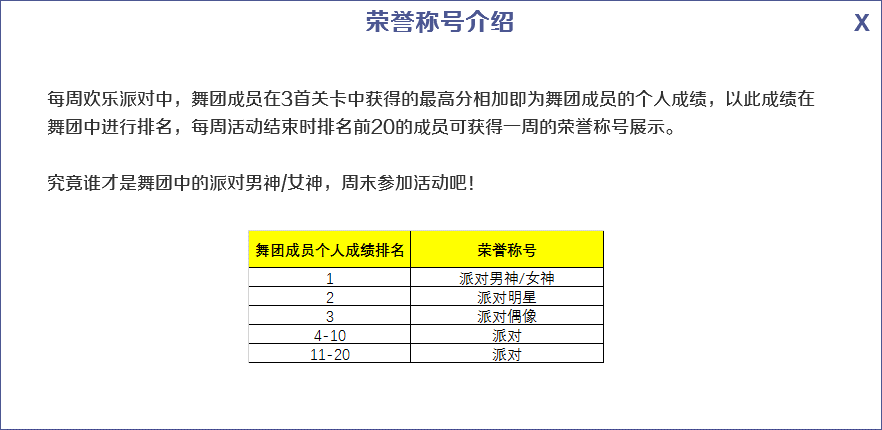 荣誉称号介绍
X
每周欢乐派对中，舞团成员在3首关卡中获得的最高分相加即为舞团成员的个人成绩，以此成绩在
舞团中进行排名，每周活动结束时排名前20的成员可获得一周的荣誉称号展示。
究竟谁才是舞团中的派对男神/女神，周末参加活动吧！
舞团成员个人成绩排名 荣誉称号
1 派对男神/女神
2 派对明星
3 派对偶像
4-10 派对
11-20 派对